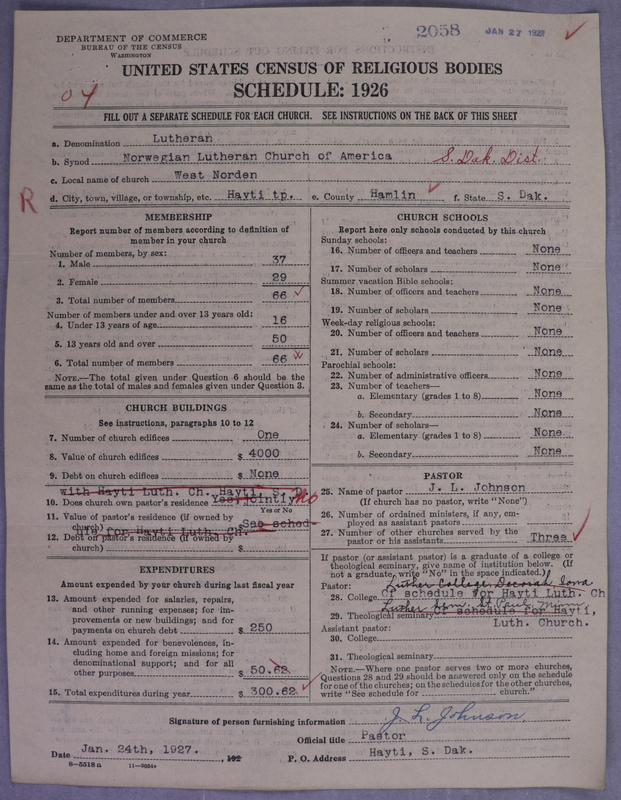 2058 JAN 27 1927
DEPARTMENT OF COMMERCE
BUREAU OF THE CENSUS
WASHINGTON
UNITED STATES CENSUS OF RELIGIOUS BODIES
SCHEDULE: 1926
04
FILL OUT A SEPARATE SCHEDULE FOR EACH CHURCH. SEE INSTRUCTIONS ON THE BACK OF THIS SHEET
a. Denomination Lutheran
b. Synod Norwegian Lutheran Church of America S. Dak. Dist.
c. Local name of church West Norden
R
d. City, town, village, or township, etc. Hayti tp. e. County Hamlin f. State S. Dak.
MEMBERSHIP
Report number of members according to definition of
member in your church
Number of members, by sex:
1. Male 37
2. Female 29
3. Total number of members 66
Number of members under and over 13 years old:
4. Under 13 years of age 16
5. 13 years old and over 50
6. Total number of members 66
NOTE.—The total given under Question 6 should be the
same as the total of males and females given under Question 3.
CHURCH BUILDINGS
See instructions, paragraphs 10 to 12
7. Number of church edifices One
8. Value of church edifices $ 4000
9. Debt on church edifices $ None
with Hayti Luth. Ch. Hayti, S. D.
10. Does church own pastor's residence Yes, jointly No
Yes or No
11. Value of pastor's residence (if owned by
church) See sched-
ule for Hayti Luth. CH.
12. Debt on pastor's residence (if owned by
church) $
EXPENDITURES
Amount expended by your church during last fiscal year
13. Amount expended for salaries, repairs,
and other running expenses; for im-
provements or new buildings; and for
payments on church debt $ 250
14. Amount expended for benevolences, in-
cluding home and foreign missions; for
denominational support; and for all
other purposes $ 50.62
15. Total expenditures during year $ 300.62
CHURCH SCHOOLS
Report here only schools conducted by this church
Sunday schools:
16. Number of officers and teachers None
17. Number of scholars None
Summer vacation Bible schools:
18. Number of officers and teachers None
19. Number of scholars None
Week-day religious schools:
20. Number of officers and teachers None
21. Number of scholars None
Parochial schools:
22. Number of administrative officers None
23. Number of teachers—
a. Elementary (grades 1 to 8) None
b. Secondary None
24. Number of scholars—
a. Elementary (grades 1 to 8) None
b. Secondary None
PASTOR
25. Name of pastor J. L. Johnson
(If church has no pastor, write "None")
26. Number of ordained ministers, if any, em-
ployed as assistant pastors
27. Number of other churches served by the
pastor or his assistants Three
If pastor (or assistant pastor) is a graduate of a college or
theological seminary, give name of institution below. (If
not a graduate, write "No" in the space indicated.)
Pastor: Luther College Decorah, Iowa
28. College Cf schedule for Hayti Luth. Ch
Luther Sem. St Paul, Minn
29. Theological seminary Cf schedule for Hayti,
Luth. Church.
Assistant pastor:
30. College
31. Theological seminary
NOTE.—Where one pastor serves two or more churches,
Questions 28 and 29 should be answered only on the schedule
for one of the churches; on the schedules for the other churches,
write "See schedule for church."
Signature of person furnishing information J. L. Johnson
Official title Pastor
Date Jan. 24th, 1927. , 192 P. O. Address Hayti, S. Dak.
8—5518 a 11—9054